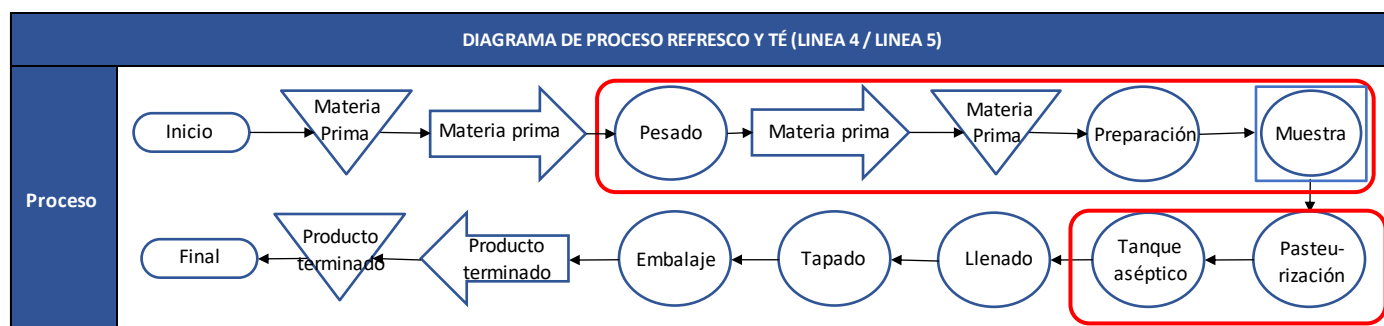 DIAGRAMA DE PROCESO REFRESCO Y TÉ (LINEA 4 / LINEA 5)
Proceso
Inicio
Materia
Prima
Materia prima
Pesado
Materia prima
Materia
Prima
Preparación
Muestra
Pasteu-
rización
Tanque
aséptico
Llenado
Tapado
Embalaje
Producto
terminado
Producto
terminado
Final